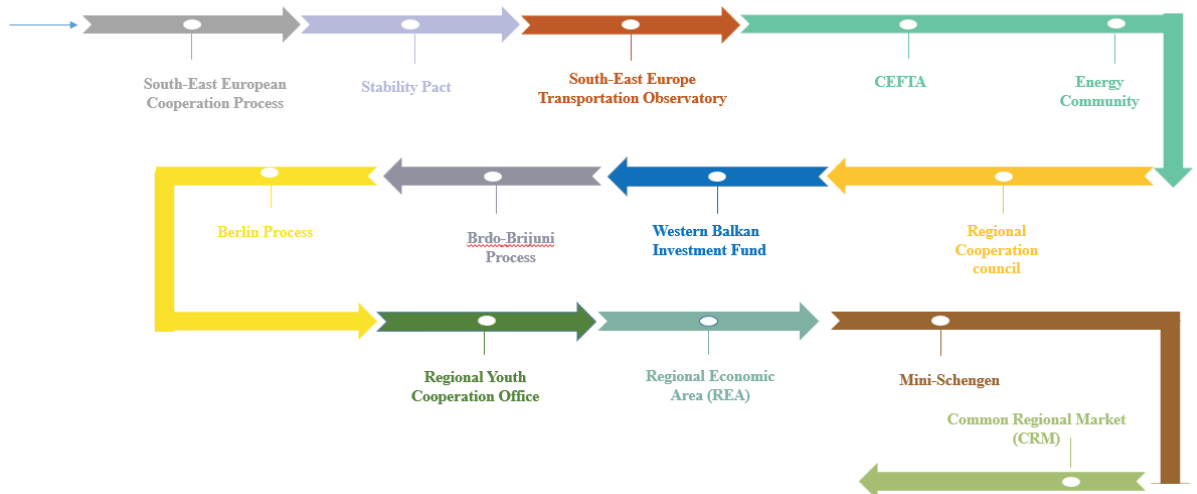 South-East European
Cooperation Process
Stability Pact
South-East Europe
Transportation Observatory
CEFTA
Energy
Community
Berlin Process
Brdo-Brijuni
Process
Western Balkan
Investment Fund
Regional
Cooperation
council
Regional Youth
Cooperation Office
Regional Economic
Area (REA)
Mini-Schengen
Common Regional Market
(CRM)